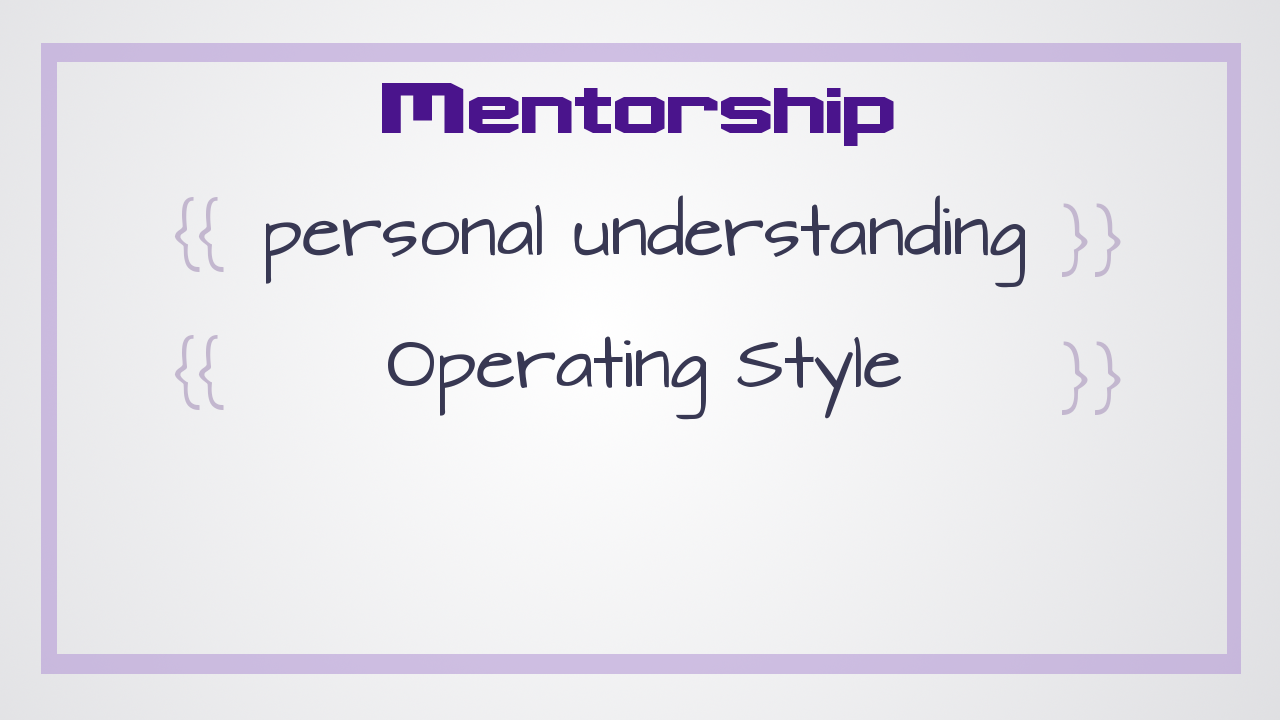 Mentorship
{{ personal understanding }}
{{ Operating Style }}